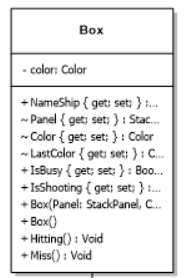 Box
- color: Color
+ NameShip { get; set; } :...
~ Panel { get; set; } : Stac...
~ Color { get; set; } : Color
~ LastColor { get; set; } : C...
+ IsBusy { get; set; } : Boo...
+ IsShooting { get; set; } :...
+ Box(Panel: StackPanel, C...
+ Box()
+ Hitting() : Void
+ Miss() : Void